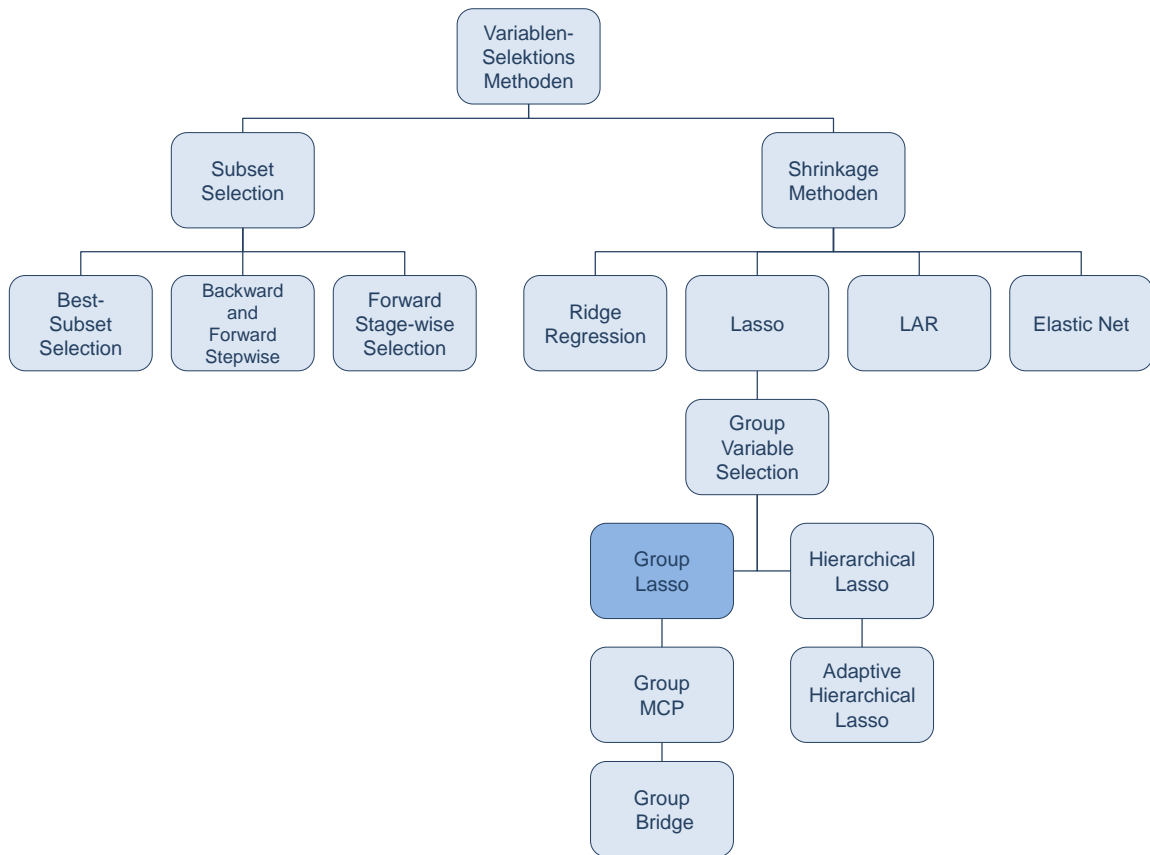 Variablen-
Selektions
Methoden
Subset
Selection
Shrinkage
Methoden
Best-
Subset
Selection
Backward
and
Forward
Stepwise
Forward
Stage-wise
Selection
Ridge
Regression
Lasso
LAR
Elastic Net
Group
Variable
Selection
Group
Lasso
Hierarchical
Lasso
Group
MCP
Adaptive
Hierarchical
Lasso
Group
Bridge